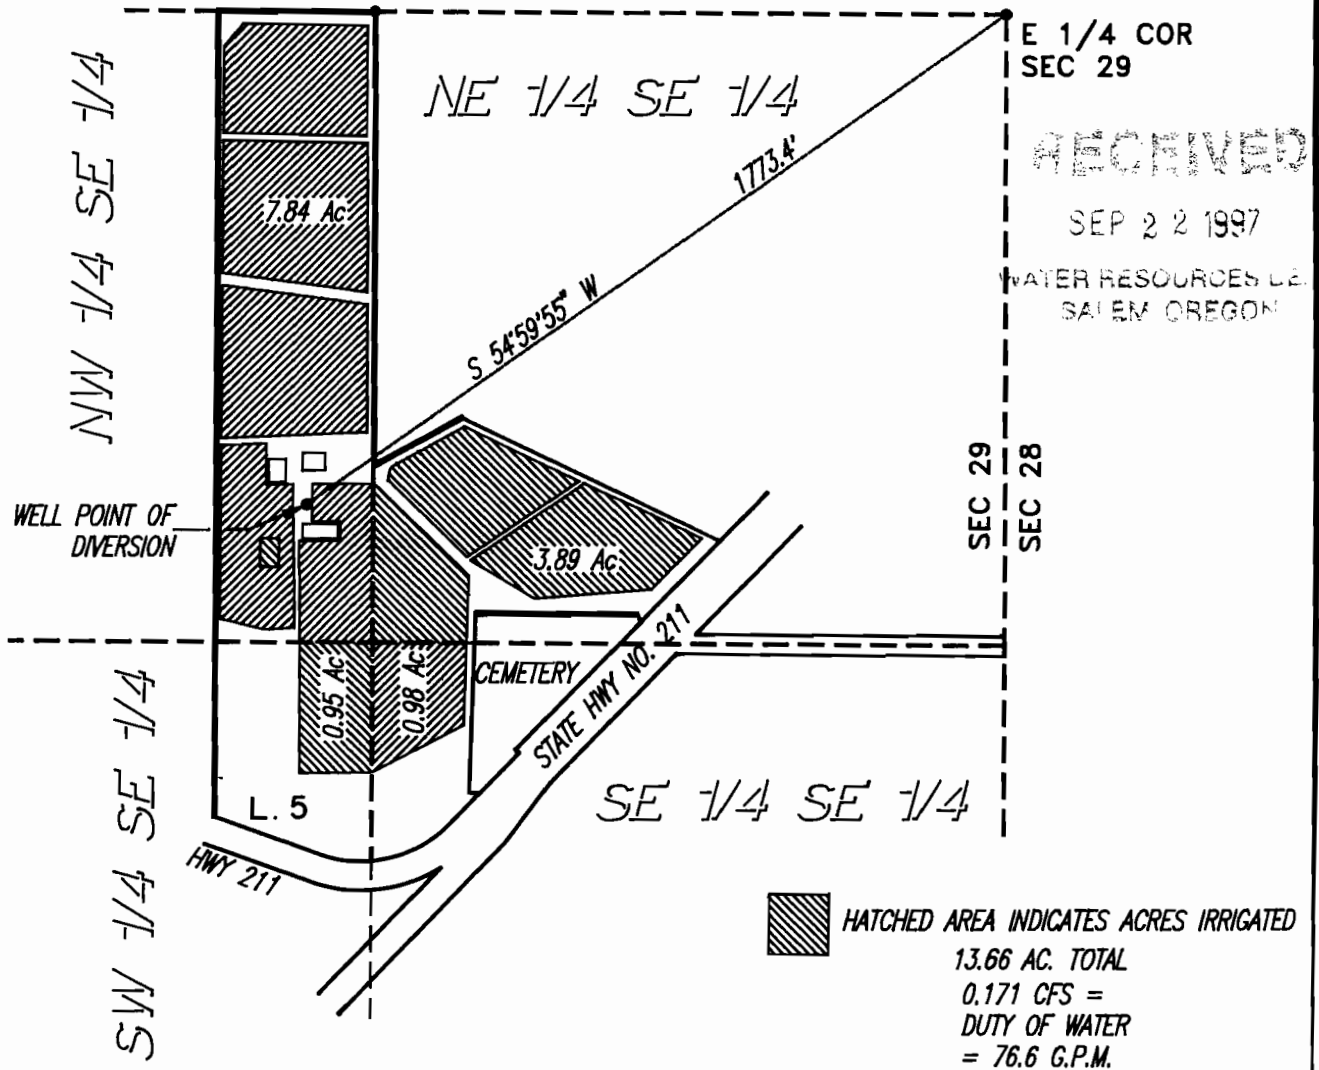 E 1/4 COR
SEC 29
NE 1/4 SE 1/4
NW 1/4 SE 1/4
RECEIVED
SEP 22 1997
WATER RESOURCES DE
SALEM OREGON
1773.4'
S 54°59'55" W
7.84 Ac
SEC 29
SEC 28
WELL POINT OF
DIVERSION
3.89 Ac
0.95 Ac
0.98 Ac
CEMETERY
STATE HWY NO. 211
SW 1/4 SE 1/4
SE 1/4 SE 1/4
L. 5
HWY 211
HATCHED AREA INDICATES ACRES IRRIGATED
13.66 AC. TOTAL
0.171 CFS =
DUTY OF WATER
= 76.6 G.P.M.